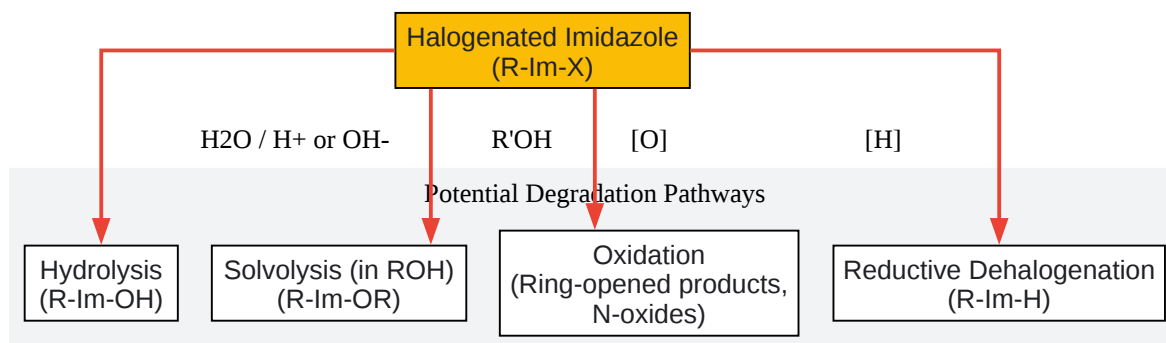 Halogenated Imidazole
(R-Im-X)
H2O / H+ or OH-
R'OH
[O]
[H]
Potential Degradation Pathways
Hydrolysis
(R-Im-OH)
Solvolysis (in ROH)
(R-Im-OR)
Oxidation
(Ring-opened products,
N-oxides)
Reductive Dehalogenation
(R-Im-H)